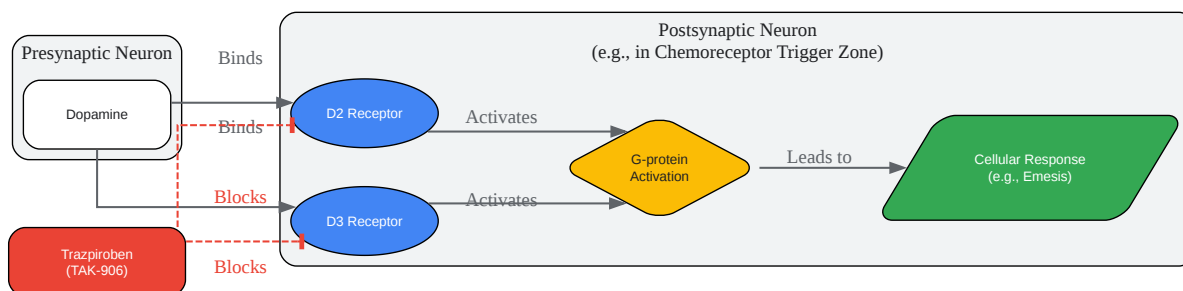 Postsynaptic Neuron
(e.g., in Chemoreceptor Trigger Zone)
Presynaptic Neuron
Binds
Dopamine
D2 Receptor
Activates
Binds
G-protein
Activation
Leads to
Cellular Response
(e.g., Emesis)
Blocks
Activates
D3 Receptor
Trazpiroben
(TAK-906)
Blocks